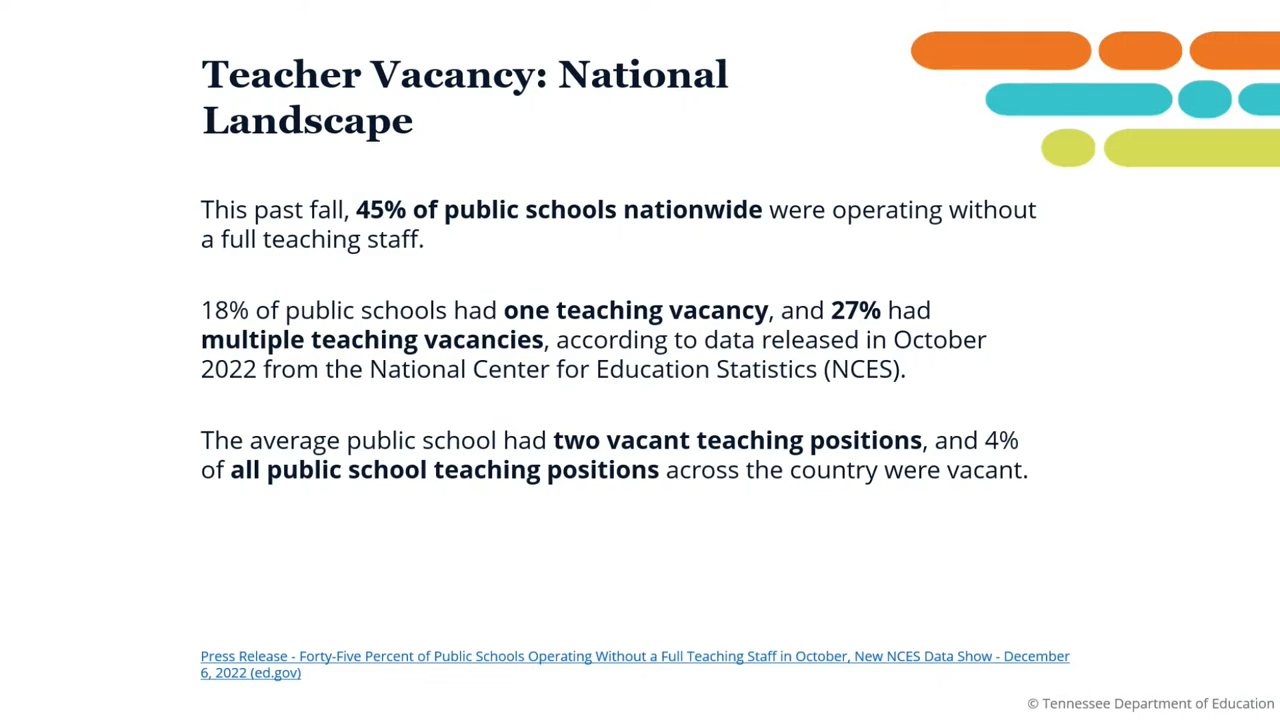 Teacher Vacancy: National
Landscape
This past fall, 45% of public schools nationwide were operating without
a full teaching staff.
18% of public schools had one teaching vacancy, and 27% had
multiple teaching vacancies, according to data released in October
2022 from the National Center for Education Statistics (NCES).
The average public school had two vacant teaching positions, and 4%
of all public school teaching positions across the country were vacant.
Press Release - Forty-Five Percent of Public Schools Operating Without a Full Teaching Staff in October, New NCES Data Show - December
6, 2022 (ed.gov)
© Tennessee Department of Education